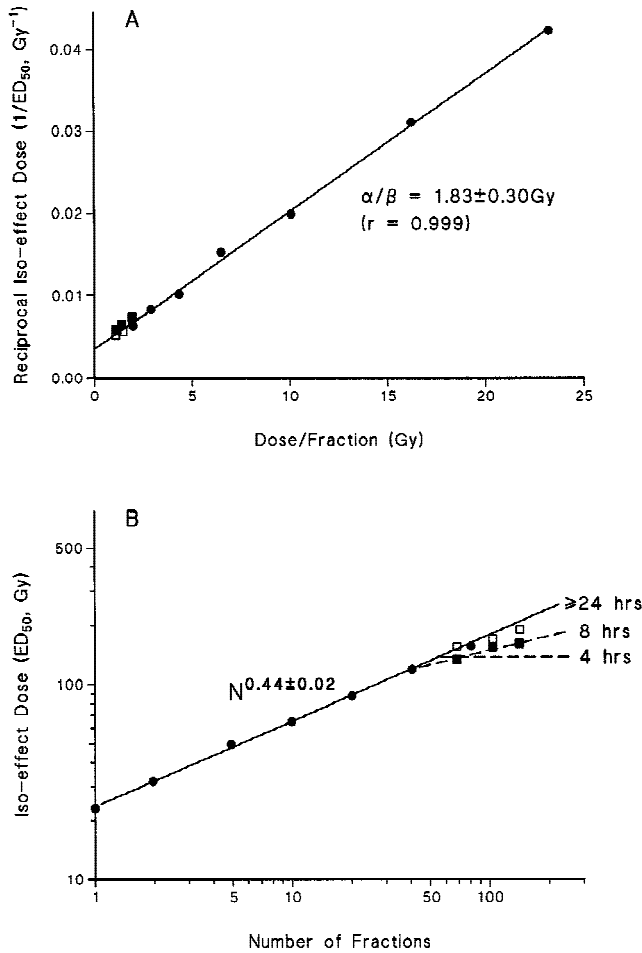 A
Reciprocal Iso-effect Dose (1/ED50, Gy⁻¹)
0.04
0.03
0.02
0.01
0.00
α/β = 1.83±0.30Gy
(r = 0.999)
0 5 10 15 20 25
Dose/Fraction (Gy)
B
Iso-effect Dose (ED50, Gy)
500
100
10
≥24 hrs
8 hrs
4 hrs
N^0.44±0.02
1 5 10 50 100
Number of Fractions